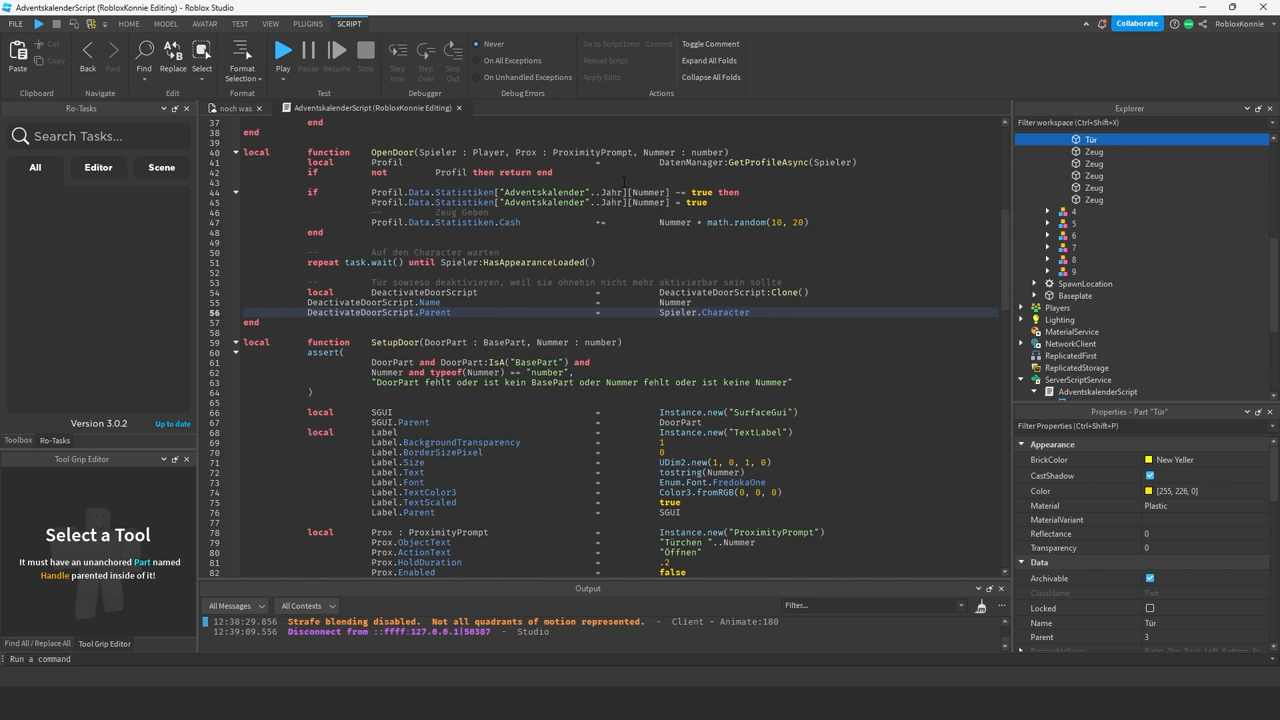 AdventskalenderScript (RobloxKonnie Editing) - Roblox Studio
FILE HOME MODEL AVATAR TEST VIEW PLUGINS SCRIPT Collaborate RobloxKonnie
Paste Cut Copy Back Fwd Find Replace Select Format Selection Play Pause Resume Stop Step Into Step Over Step Out
Never
On All Exceptions
On Unhandled Exceptions
Go to Script Error Commit
Reload Script
Apply Edits
Toggle Comment
Expand All Folds
Collapse All Folds
Clipboard Navigate Edit Format Test Debugger Debug Errors Actions
Ro-Tasks
Search Tasks...
All Editor Scene
Version 3.0.2 Up to date
Toolbox Ro-Tasks
Tool Grip Editor
Select a Tool
It must have an unanchored Part named
Handle parented inside of it!
Find All / Replace All Tool Grip Editor
noch was AdventskalenderScript (RobloxKonnie Editing)
37 end
38 end
39
40 local function OpenDoor(Spieler : Player, Prox : ProximityPrompt, Nummer : number)
41 local Profil = DatenManager:GetProfileAsync(Spieler)
42 if not Profil then return end
43
44 if Profil.Data.Statistiken["Adventskalender"..Jahr][Nummer] ~= true then
45 Profil.Data.Statistiken["Adventskalender"..Jahr][Nummer] = true
46 -- Zeug Geben
47 Profil.Data.Statistiken.Cash += Nummer * math.random(10, 20)
48 end
49
50 -- Auf den Character warten
51 repeat task.wait() until Spieler:HasAppearanceLoaded()
52
53 -- Tür sowieso deaktivieren, weil sie ohnehin nicht mehr aktivierbar sein sollte
54 local DeactivateDoorScript = DeactivateDoorScript:Clone()
55 DeactivateDoorScript.Name = Nummer
56 DeactivateDoorScript.Parent = Spieler.Character
57 end
58
59 local function SetupDoor(DoorPart : BasePart, Nummer : number)
60 assert(
61 DoorPart and DoorPart:IsA("BasePart") and
62 Nummer and typeof(Nummer) == "number",
63 "DoorPart fehlt oder ist kein BasePart oder Nummer fehlt oder ist keine Nummer"
64 )
65
66 local SGUI = Instance.new("SurfaceGui")
67 SGUI.Parent = DoorPart
68 local Label = Instance.new("TextLabel")
69 Label.BackgroundTransparency = 1
70 Label.BorderSizePixel = 0
71 Label.Size = UDim2.new(1, 0, 1, 0)
72 Label.Text = tostring(Nummer)
73 Label.Font = Enum.Font.FredokaOne
74 Label.TextColor3 = Color3.fromRGB(0, 0, 0)
75 Label.TextScaled = true
76 Label.Parent = SGUI
77
78 local Prox : ProximityPrompt = Instance.new("ProximityPrompt")
79 Prox.ObjectText = "Türchen "..Nummer
80 Prox.ActionText = "Öffnen"
81 Prox.HoldDuration = .2
82 Prox.Enabled = false
Output
All Messages All Contexts Filter...
12:38:29.856 Strafe blending disabled. Not all quadrants of motion represented. - Client - Animate:180
12:39:09.556 Disconnect from ::ffff:127.0.0.1|50387 - Studio
Explorer
Filter workspace (Ctrl+Shift+X)
Tür
Zeug
Zeug
Zeug
Zeug
Zeug
4
5
6
7
8
9
SpawnLocation
Baseplate
Players
Lighting
MaterialService
NetworkClient
ReplicatedFirst
ReplicatedStorage
ServerScriptService
AdventskalenderScript
Properties - Part "Tür"
Filter Properties (Ctrl+Shift+P)
Appearance
BrickColor New Yeller
CastShadow
Color [255, 226, 0]
Material Plastic
MaterialVariant
Reflectance 0
Transparency 0
Data
Archivable
ClassName Part
Locked
Name Tür
Parent 3
Run a command